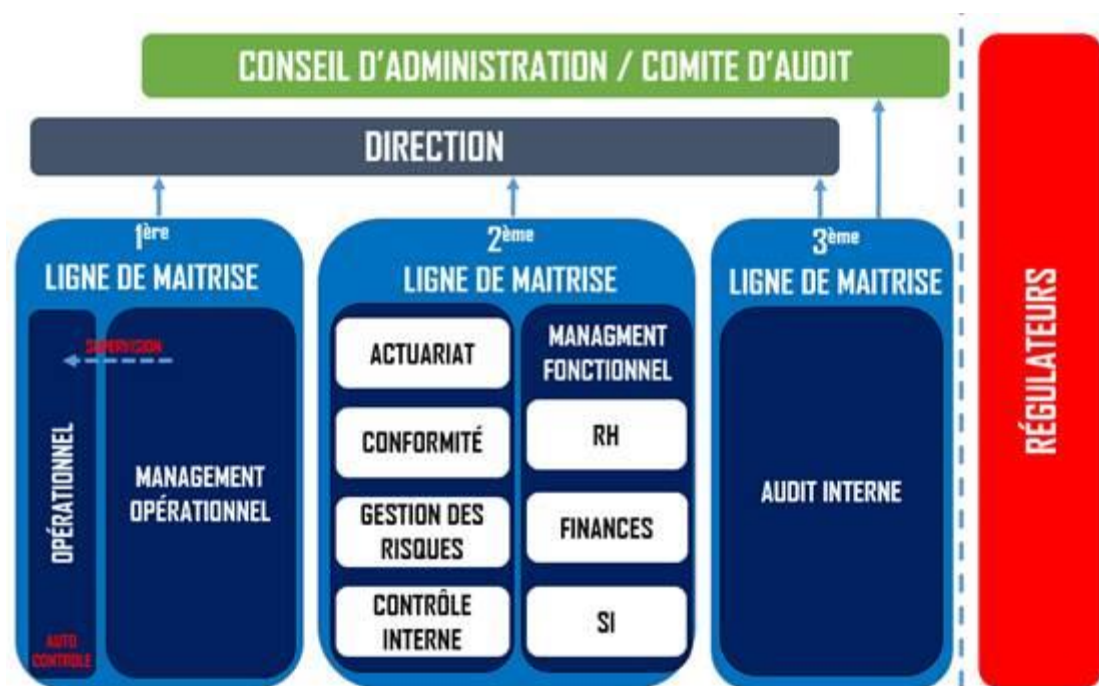 CONSEIL D'ADMINISTRATION / COMITE D'AUDIT
DIRECTION
1ère
LIGNE DE MAITRISE
SUPERVISION
OPÉRATIONNEL
AUTO
CONTROLE
MANAGEMENT
OPÉRATIONNEL
2ème
LIGNE DE MAITRISE
ACTUARIAT
CONFORMITÉ
GESTION DES
RISQUES
CONTRÔLE
INTERNE
MANAGMENT
FONCTIONNEL
RH
FINANCES
SI
3ème
LIGNE DE MAITRISE
AUDIT INTERNE
RÉGULATEURS